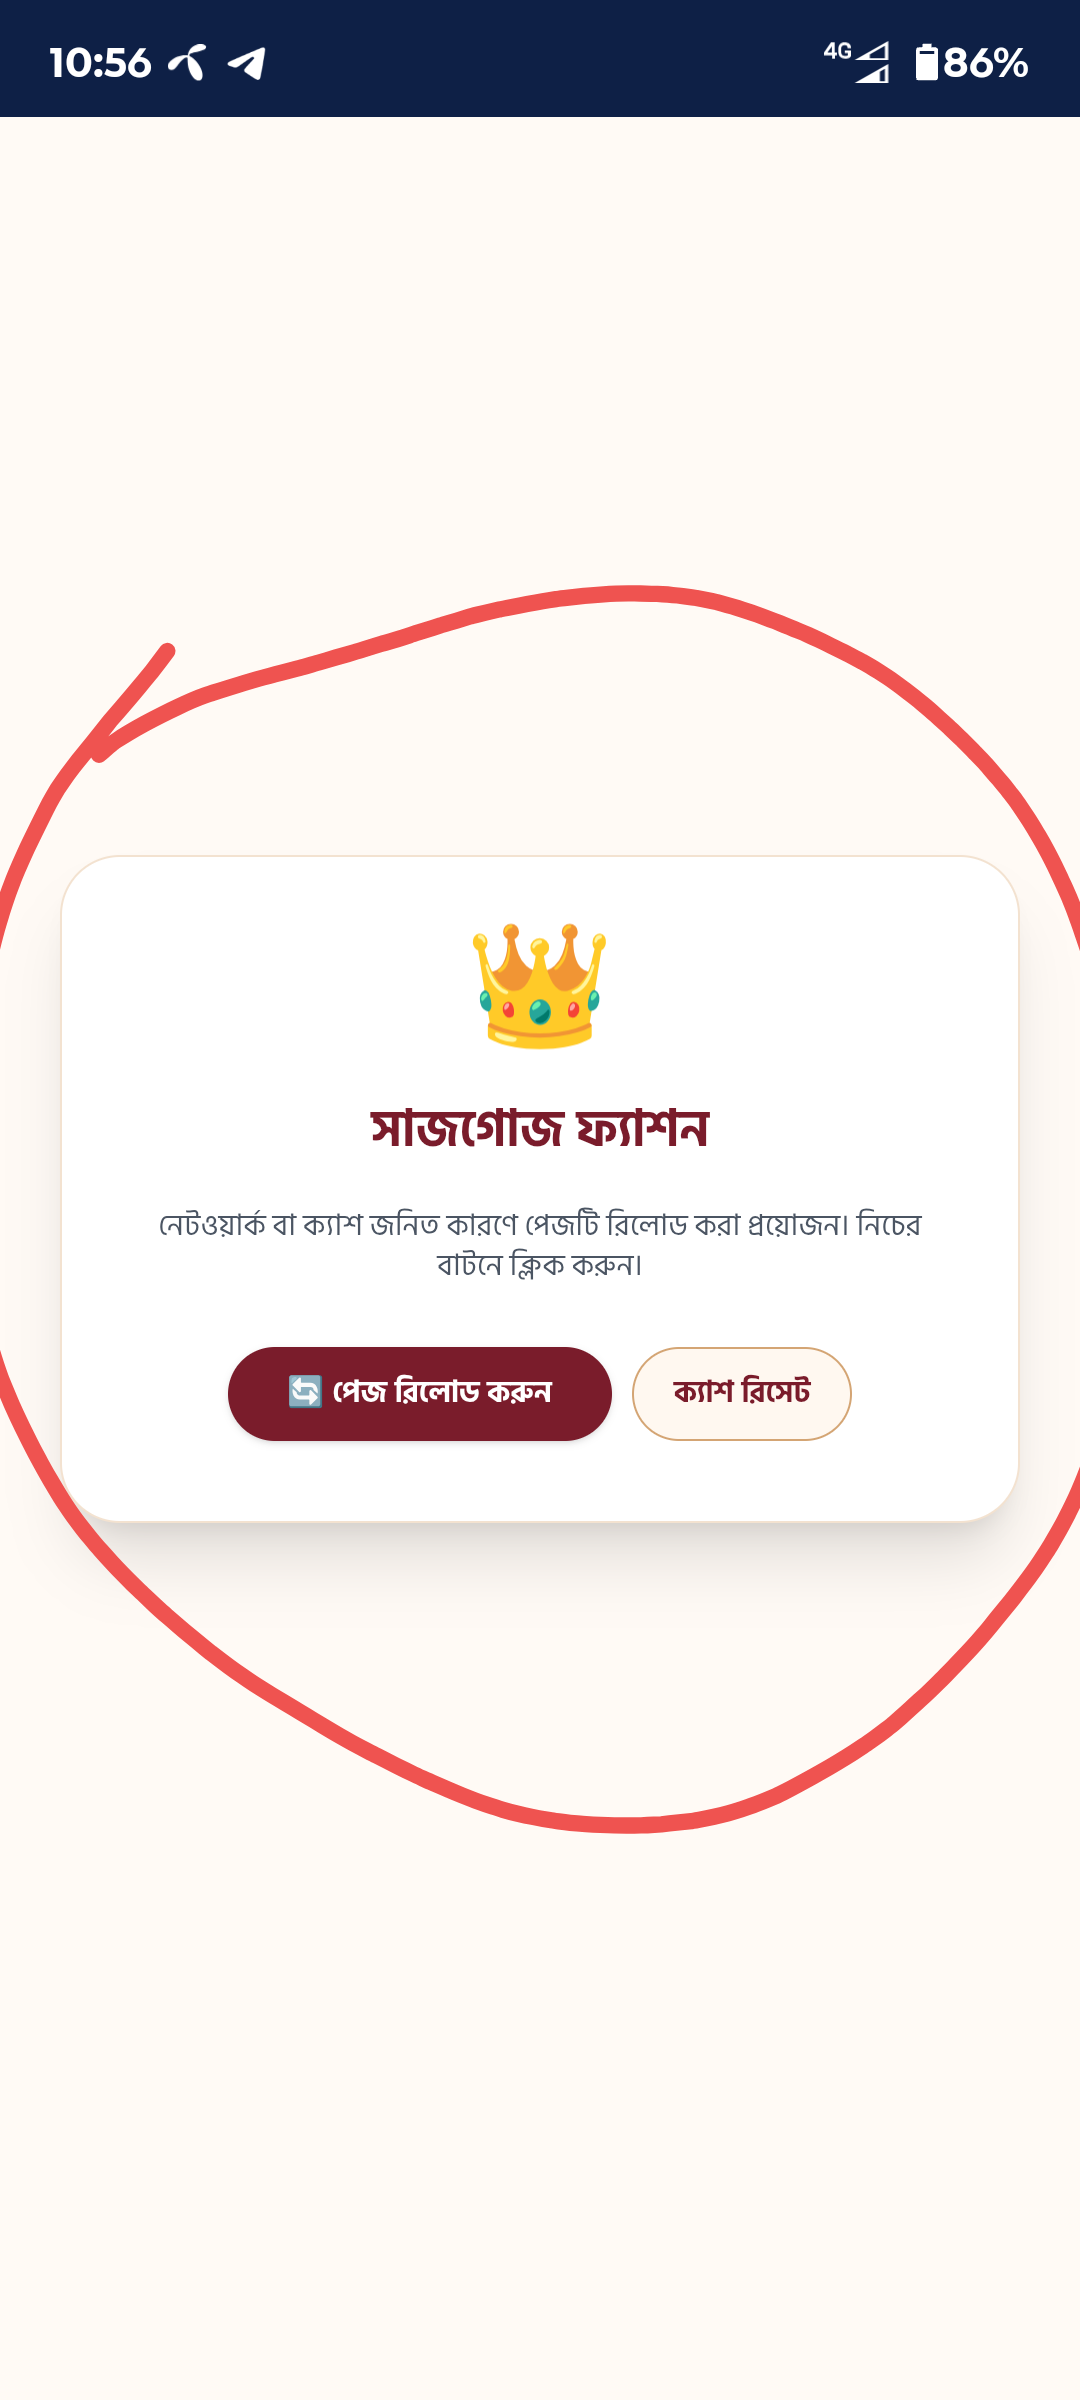 10:56
4G
86%
সাজগোজ ফ্যাশন
নেটওয়ার্ক বা ক্যাশ জনিত কারণে পেজটি রিলোড করা প্রয়োজন। নিচের
বাটনে ক্লিক করুন।
পেজ রিলোড করুন
ক্যাশ রিসেট